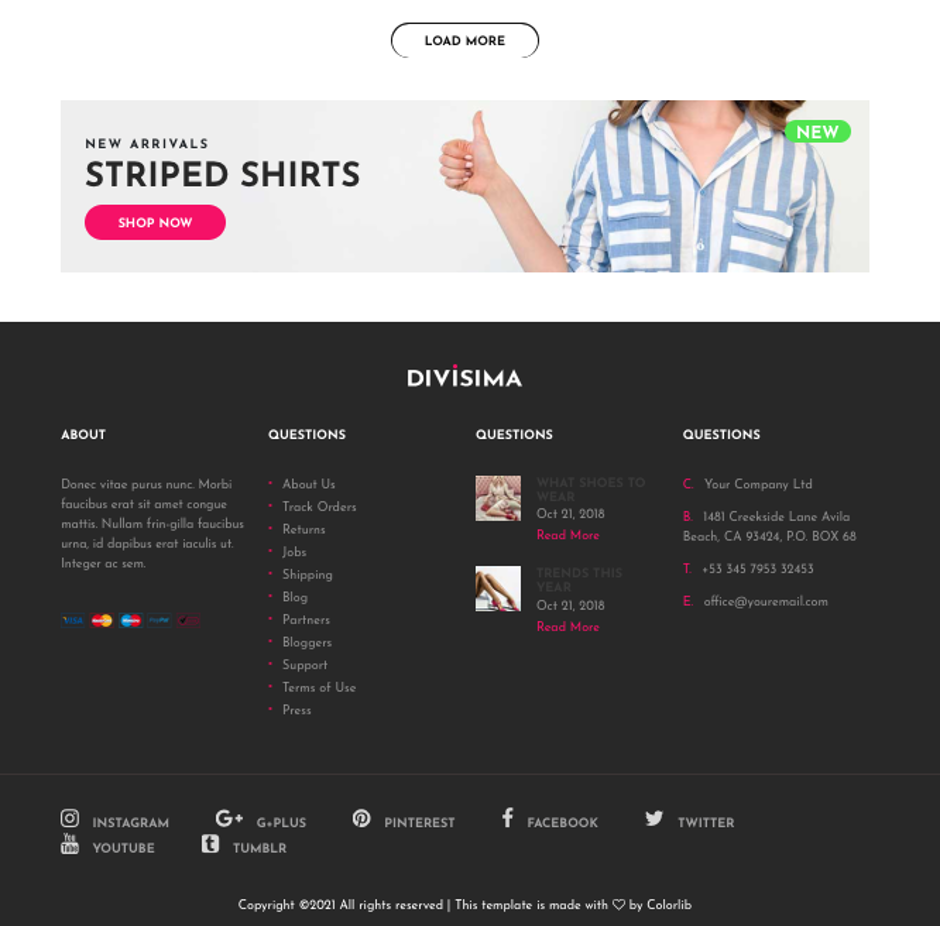 LOAD MORE
NEW ARRIVALS
STRIPED SHIRTS
SHOP NOW
NEW
DIVISIMA
ABOUT
Donec vitae purus nunc. Morbi
faucibus erat sit amet congue
mattis. Nullam frin-gilla faucibus
urna, id dapibus erat iaculis ut.
Integer ac sem.
VISA
PayPal
QUESTIONS
About Us
Track Orders
Returns
Jobs
Shipping
Blog
Partners
Bloggers
Support
Terms of Use
Press
QUESTIONS
WHAT SHOES TO
WEAR
Oct 21, 2018
Read More
TRENDS THIS
YEAR
Oct 21, 2018
Read More
QUESTIONS
C. Your Company Ltd
B. 1481 Creekside Lane Avila
Beach, CA 93424, P.O. BOX 68
T. +53 345 7953 32453
E. office@youremail.com
INSTAGRAM G+ G+PLUS PINTEREST FACEBOOK TWITTER
You Tube YOUTUBE TUMBLR
Copyright ©2021 All rights reserved | This template is made with ♡ by Colorlib